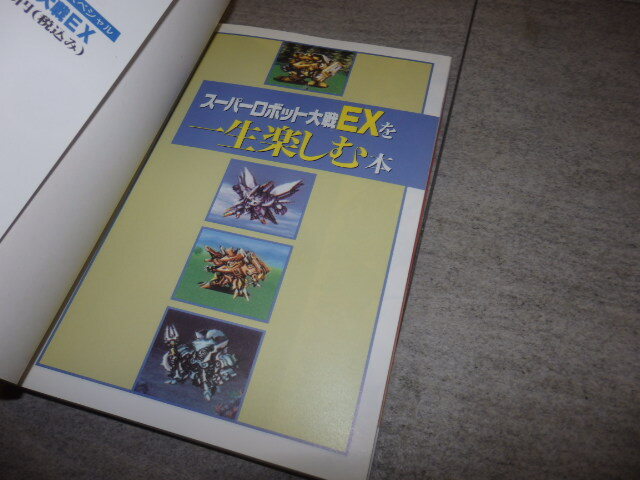 ペシャル
大戦EX
円(税込み)
スーパーロボット大戦EXを
一生楽しむ本